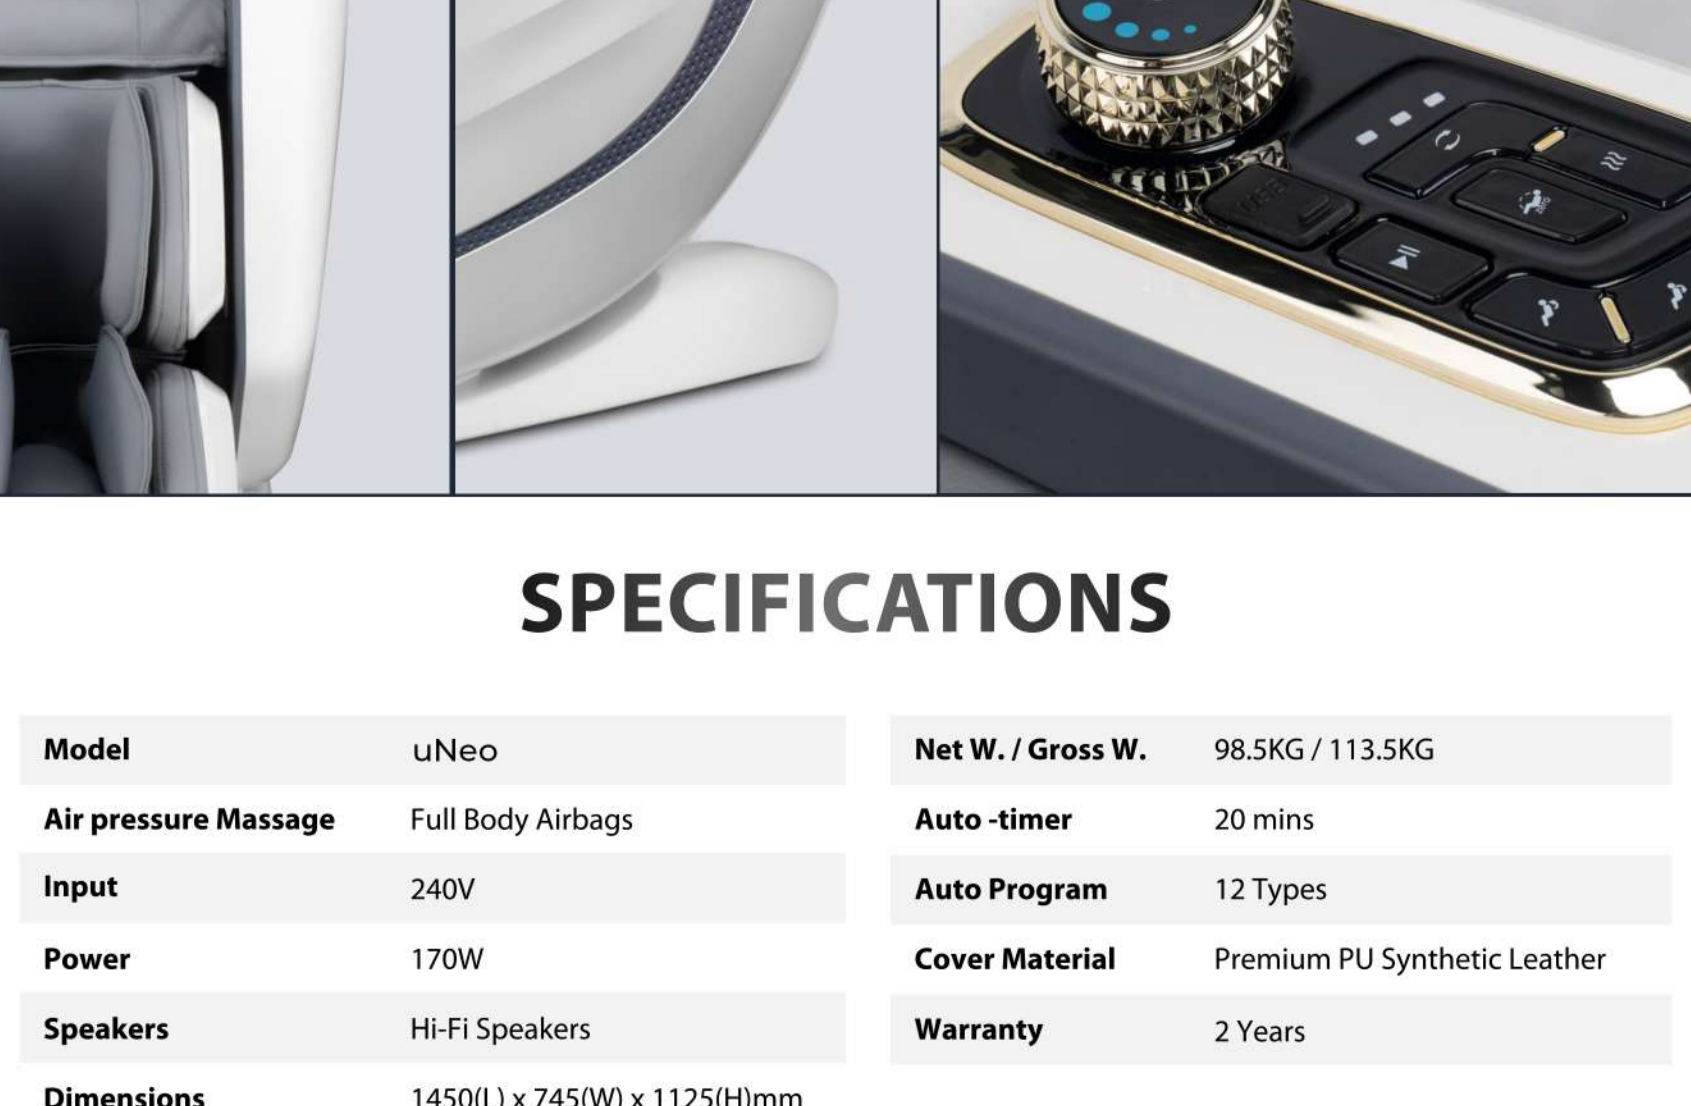 zero
SPECIFICATIONS
Model uNeo
Air pressure Massage Full Body Airbags
Input 240V
Power 170W
Speakers Hi-Fi Speakers
Dimensions 1450(L) x 745(W) x 1125(H)mm
Net W. / Gross W. 98.5KG / 113.5KG
Auto -timer 20 mins
Auto Program 12 Types
Cover Material Premium PU Synthetic Leather
Warranty 2 Years